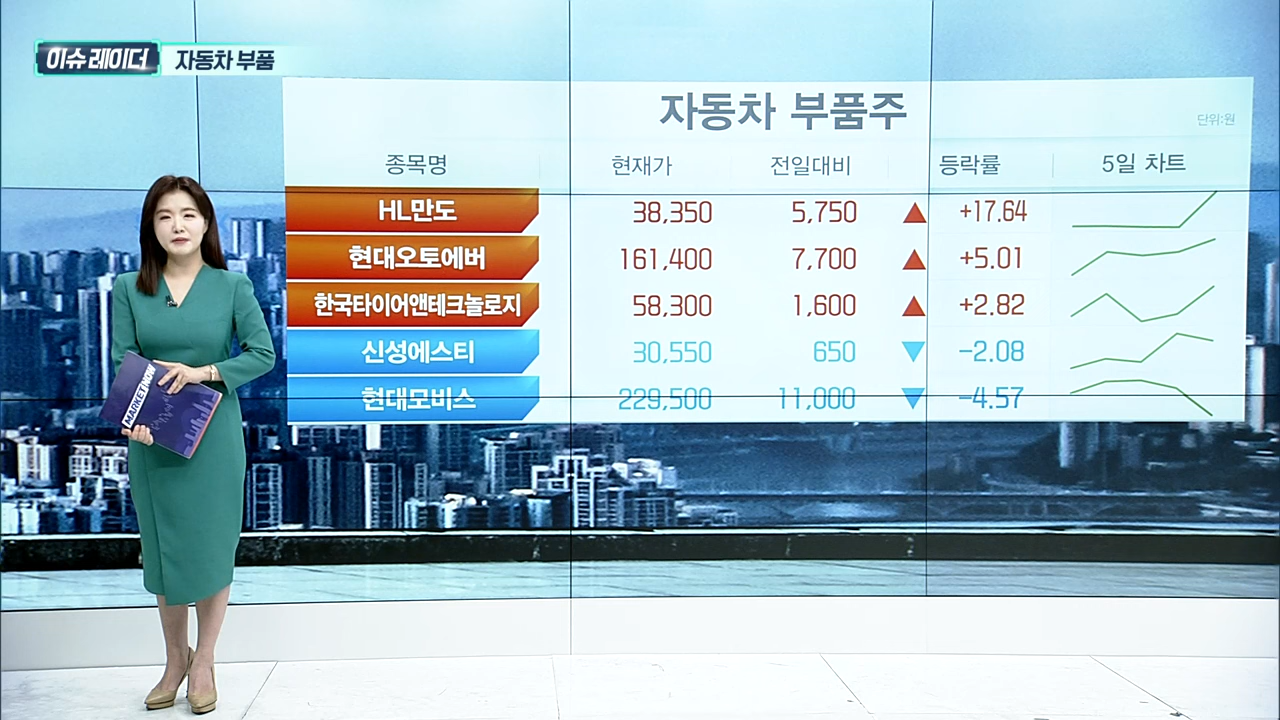 이슈 레이더 자동차 부품
자동차 부품주
단위:원
종목명 현재가 전일대비 등락률 5일 차트
HL만도 38,350 5,750 ▲ +17.64
현대오토에버 161,400 7,700 ▲ +5.01
한국타이어앤테크놀로지 58,300 1,600 ▲ +2.82
신성에스티 30,550 650 ▼ -2.08
현대모비스 229,500 11,000 ▼ -4.57
MARKET NOW